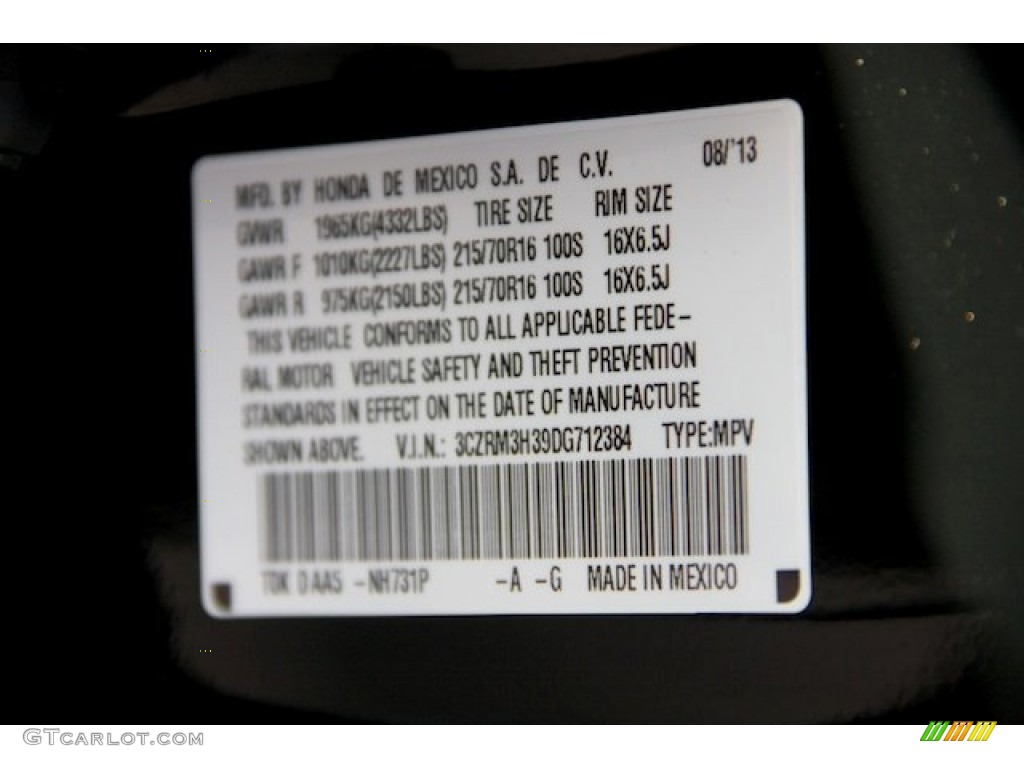 MFD. BY HONDA DE MEXICO S.A. DE C.V. 08/'13
GVWR 1965KG(4332LBS) TIRE SIZE RIM SIZE
GAWR F 1010KG(2227LBS) 215/70R16 100S 16X6.5J
GAWR R 975KG(2150LBS) 215/70R16 100S 16X6.5J
THIS VEHICLE CONFORMS TO ALL APPLICABLE FEDE-
RAL MOTOR VEHICLE SAFETY AND THEFT PREVENTION
STANDARDS IN EFFECT ON THE DATE OF MANUFACTURE
SHOWN ABOVE. V.I.N.: 3CZRM3H39DG712384 TYPE:MPV
T0K 0 AA5 -NH731P -A -G MADE IN MEXICO
GTCARLOT.COM